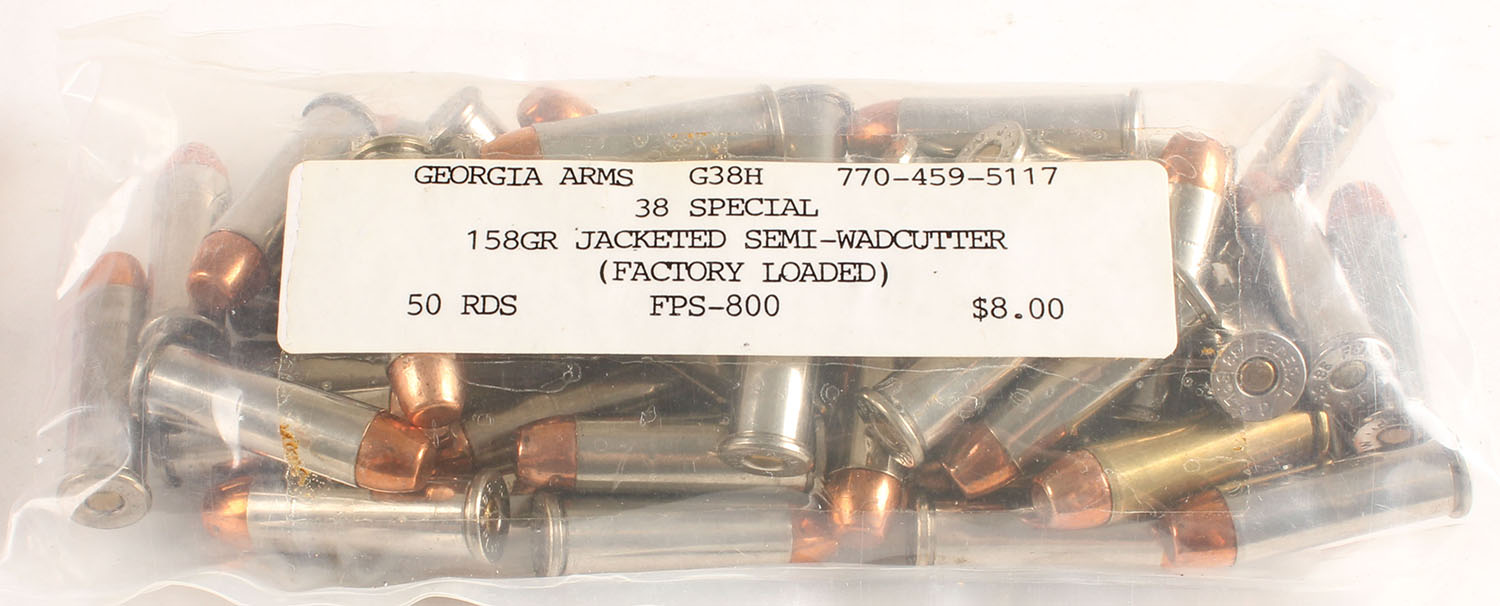 GEORGIA ARMS G38H 770-459-5117
38 SPECIAL
158GR JACKETED SEMI-WADCUTTER
(FACTORY LOADED)
50 RDS FPS-800 $8.00